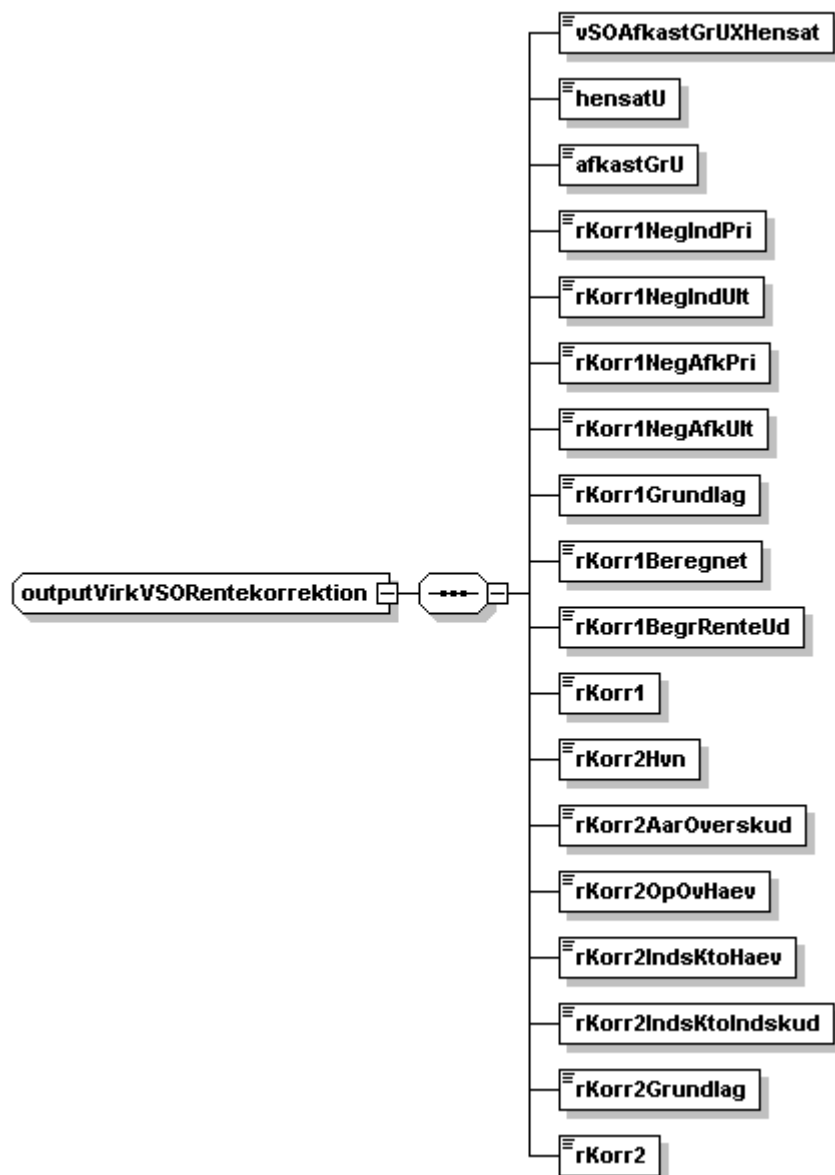 vSOAfkastGrUXHensat
hensatU
afkastGrU
rKorr1NegIndPri
rKorr1NegIndUlt
rKorr1NegAfkPri
rKorr1NegAfkUlt
rKorr1Grundlag
rKorr1Beregnet
outputVirkVSORentekorrektion
rKorr1BegrRenteUd
rKorr1
rKorr2Hvn
rKorr2AarOverskud
rKorr2OpOvHaev
rKorr2IndsKtoHaev
rKorr2IndsKtoIndskud
rKorr2Grundlag
rKorr2